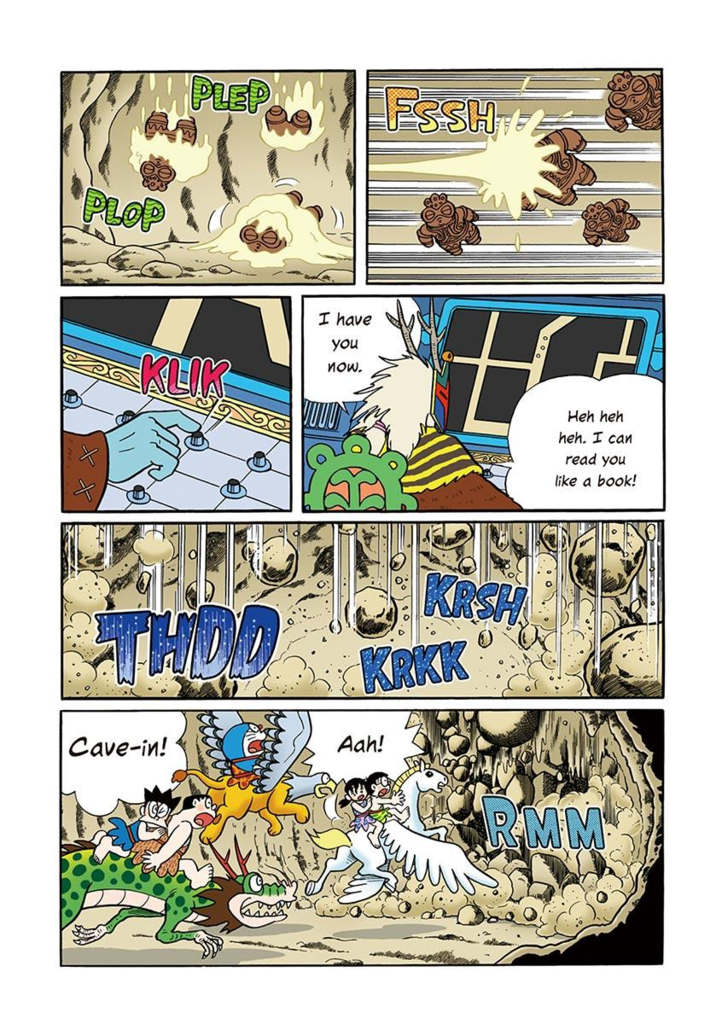 FSSH
PLEP
PLOP
Heh heh
heh. I can
read you
like a book!
I have
you
now.
KLIK
KRSH
KRKK
THDD
RMM
Aah!
Cave-in!